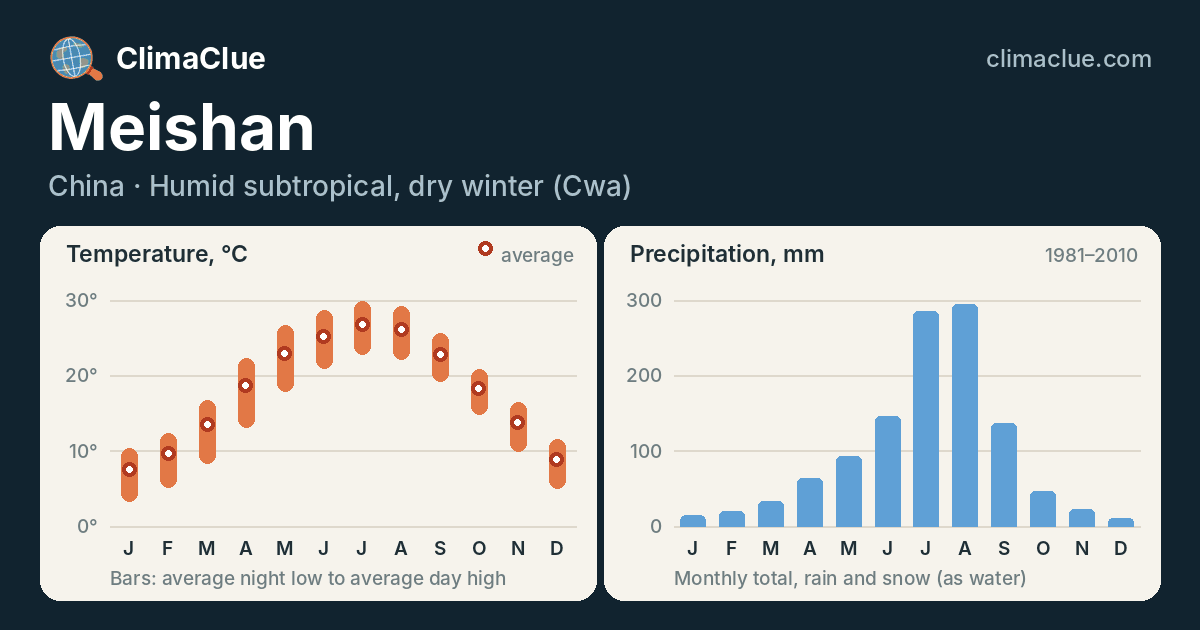 ClimaClue
climaclue.com
Meishan
China · Humid subtropical, dry winter (Cwa)
Temperature, °C
average
30°
20°
10°
0°
J F M A M J J A S O N D
Bars: average night low to average day high
Precipitation, mm
1981–2010
300
200
100
0
J F M A M J J A S O N D
Monthly total, rain and snow (as water)